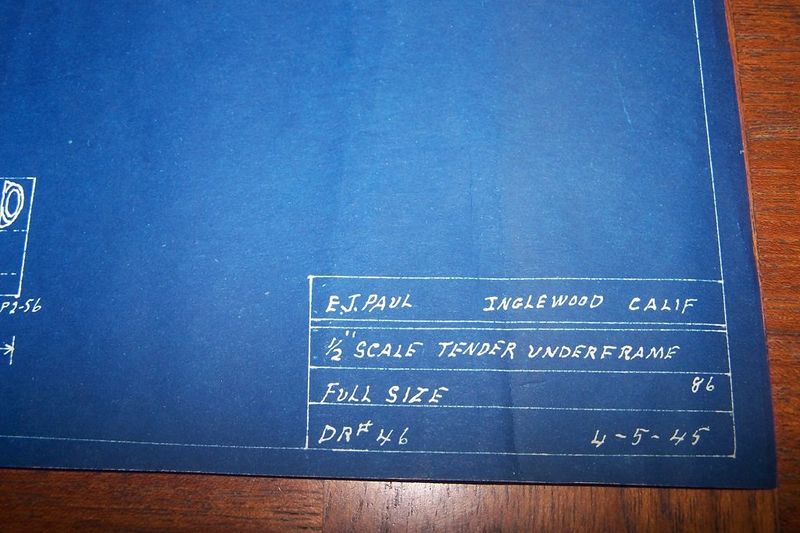 P2-56
E.J. PAUL INGLEWOOD CALIF
1/2" SCALE TENDER UNDERFRAME
FULL SIZE 86
DR# 46 4-5-45